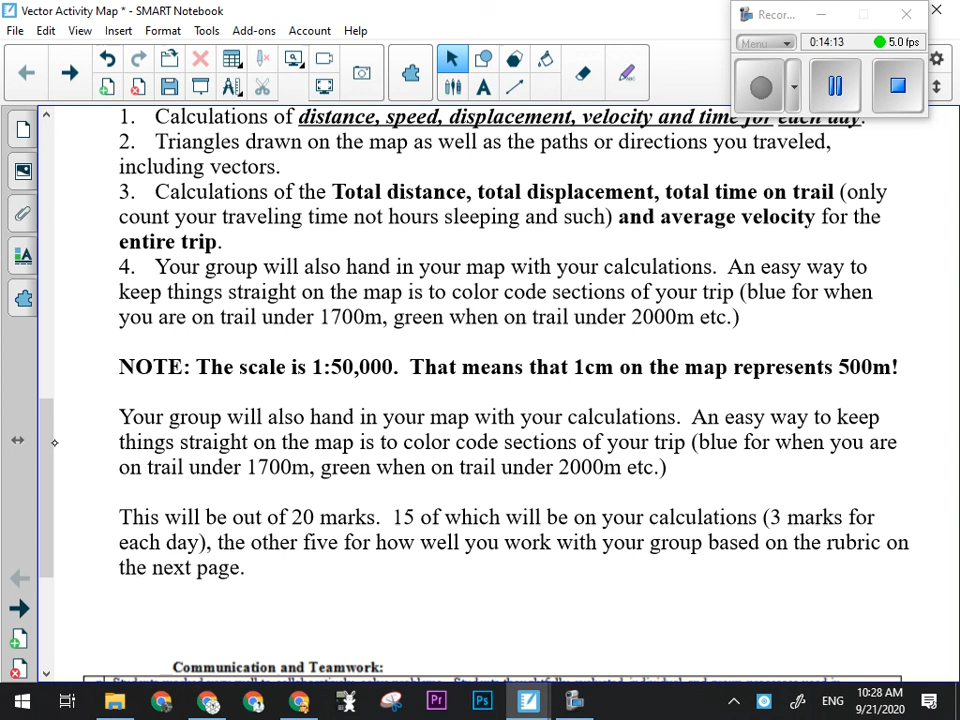 Vector Activity Map * - SMART Notebook
Recor...
File Edit View Insert Format Tools Add-ons Account Help
Menu 0:14:13 5.0 fps
1. Calculations of distance, speed, displacement, velocity and time for each day.
2. Triangles drawn on the map as well as the paths or directions you traveled,
including vectors.
3. Calculations of the Total distance, total displacement, total time on trail (only
count your traveling time not hours sleeping and such) and average velocity for the
entire trip.
4. Your group will also hand in your map with your calculations. An easy way to
keep things straight on the map is to color code sections of your trip (blue for when
you are on trail under 1700m, green when on trail under 2000m etc.)
NOTE: The scale is 1:50,000. That means that 1cm on the map represents 500m!
Your group will also hand in your map with your calculations. An easy way to keep
things straight on the map is to color code sections of your trip (blue for when you are
on trail under 1700m, green when on trail under 2000m etc.)
This will be out of 20 marks. 15 of which will be on your calculations (3 marks for
each day), the other five for how well you work with your group based on the rubric on
the next page.
Communication and Teamwork:
ENG
10:28 AM
9/21/2020